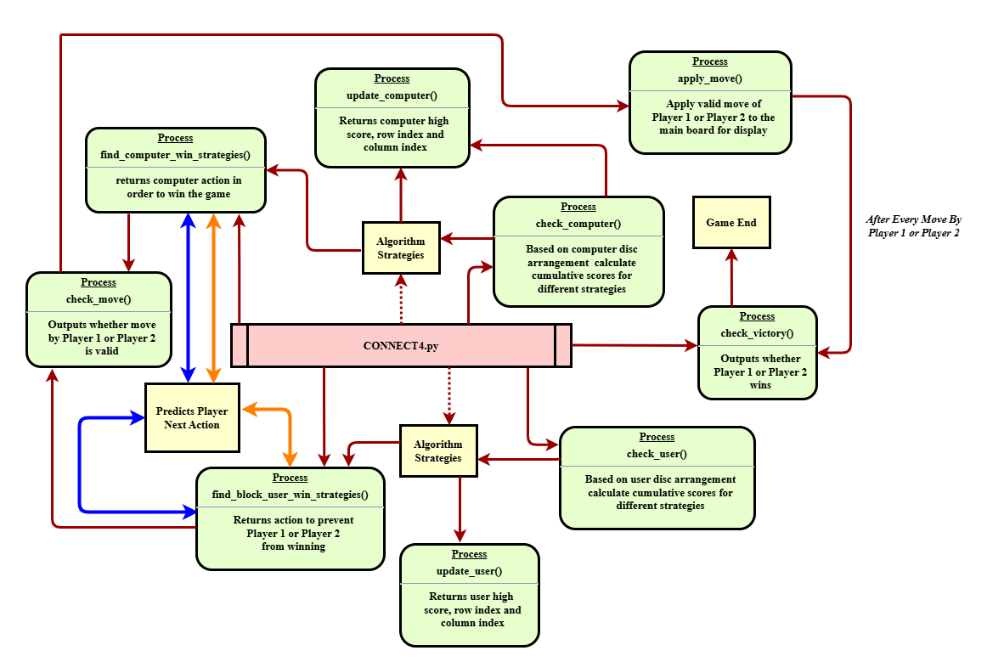 Process
apply_move()
Apply valid move of
Player 1 or Player 2 to the
main board for display
Process
update_computer()
Returns computer high
score, row index and
column index
Process
find_computer_win_strategies()
returns computer action in
order to win the game
Process
check_computer()
Based on computer disc
arrangement calculate
cumulative scores for
different strategies
Algorithm
Strategies
Game End
After Every Move By
Player 1 or Player 2
Process
check_move()
Outputs whether move
by Player 1 or Player 2
is valid
CONNECT4.py
Process
check_victory()
Outputs whether
Player 1 or Player 2
wins
Predicts Player
Next Action
Algorithm
Strategies
Process
check_user()
Based on user disc arrangement
calculate cumulative scores for
different strategies
Process
find_block_user_win_strategies()
Returns action to prevent
Player 1 or Player 2
from winning
Process
update_user()
Returns user high
score, row index and
column index